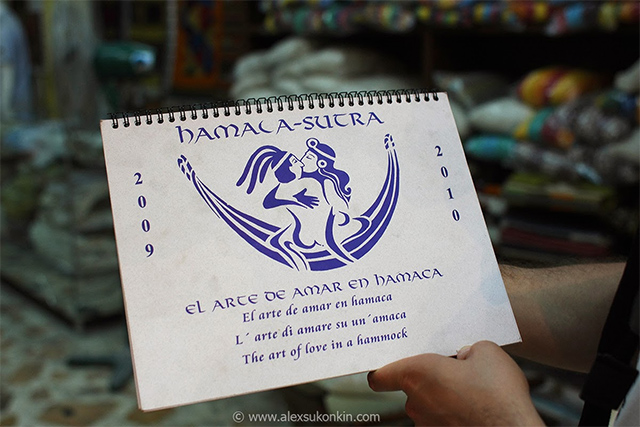 HAMACA-SUTRA
2009
2010
EL ARTE DE AMAR EN HAMACA
El arte de amar en hamaca
L´ arte di amare su un´amaca
The art of love in a hammock
© www.alexsukonkin.com